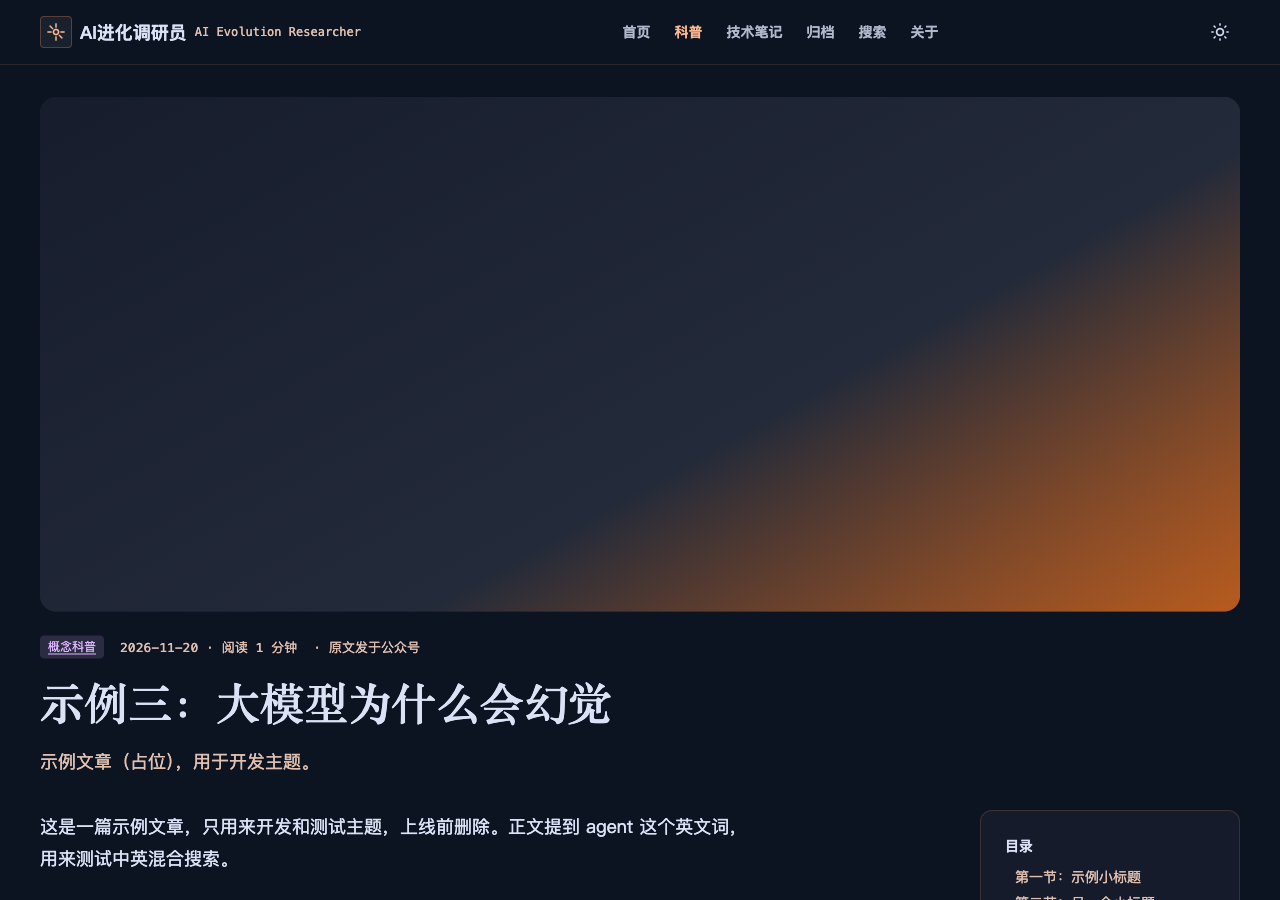 AI进化调研员 AI Evolution Researcher 首页 科普 技术笔记 归档 搜索 关于
概念科普 2026-11-20 · 阅读 1 分钟 · 原文发于公众号
示例三：大模型为什么会幻觉
示例文章（占位），用于开发主题。
这是一篇示例文章，只用来开发和测试主题，上线前删除。正文提到 agent 这个英文词，
用来测试中英混合搜索。
目录
第一节：示例小标题